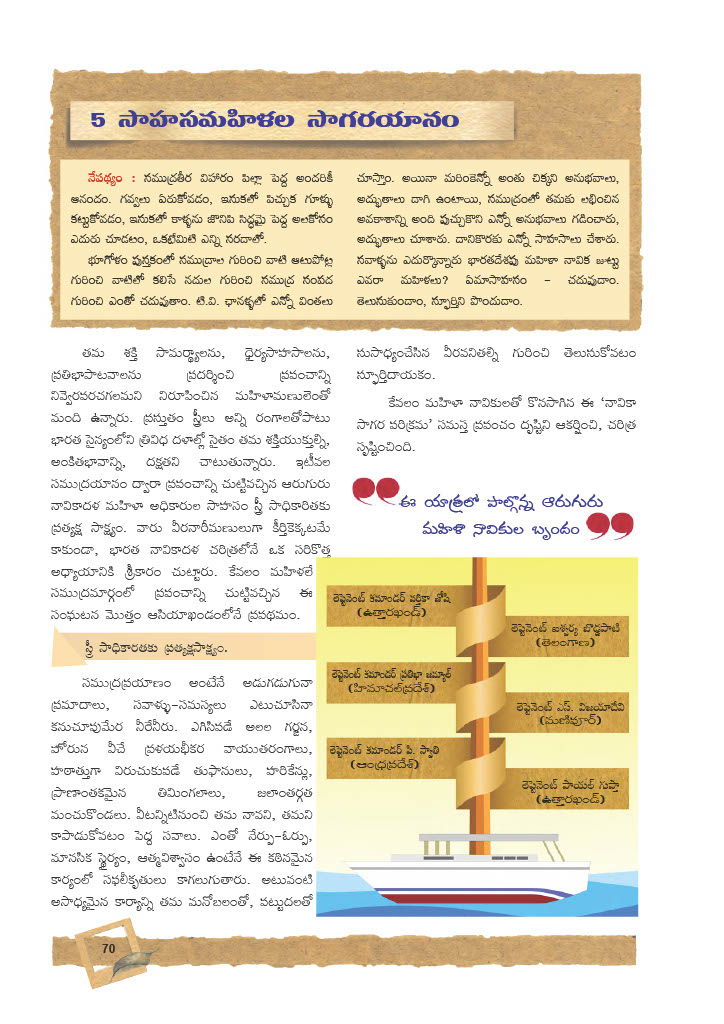 5 సాహసమహిళల సాగరయానం
నేపథ్యం : సముద్రతీర విహారం పిల్లా పెద్ద అందరికీ
ఆనందం. గవ్వలు ఏరుకోవడం, ఇసుకలో పిచ్చుక గూళ్ళు
కట్టుకోవడం, ఇసుకలో కాళ్ళను జొనిపి సిద్ధమై పెద్ద అలకోసం
ఎదురు చూడటం, ఒకట్రేమిటి ఎన్ని సరదాలో.
భూగోళం పుస్తకంలో సముద్రాల గురించి వాటి ఆటుపోట్ల
గురించి వాటిలో కలిసే నదుల గురించి సముద్ర సంపద
గురించి ఎంతో చదువుతాం. టి.వి. ఛానళ్ళలో ఎన్నో వింతలు
చూస్తాం. అయినా మరింకెన్నో అంతు చిక్కని అనుభవాలు,
అద్భుతాలు దాగి ఉంటాయి, సముద్రంలో తమకు లభించిన
అవకాశాన్ని అంది పుచ్చుకొని ఎన్నో అనుభవాలు గడించారు,
అద్భుతాలు చూశారు. దానికొరకు ఎన్నో సాహసాలు చేశారు.
సవాళ్ళను ఎదుర్కొన్నారు భారతదేశపు మహిళా నావిక జట్టు
ఎవరా మహిళలు? ఏమాసాహసం – చదువుదాం.
తెలుసుకుందాం, స్ఫూర్తిని పొందుదాం.
తమ శక్తి సామర్థ్యాలను, ధైర్యసాహసాలను,
ప్రతిభాపాటవాలను ప్రదర్శించి ప్రపంచాన్ని
నివ్వెరపరచగలమని నిరూపించిన మహిళామణులెంతో
మంది ఉన్నారు. ప్రస్తుతం స్త్రీలు అన్ని రంగాలతోపాటు
భారత సైన్యంలోని త్రివిధ దళాల్లో సైతం తమ శక్తియుక్తుల్ని,
అంకితభావాన్ని, దక్షతని చాటుతున్నారు. ఇటీవల
సముద్రయానం ద్వారా ప్రపంచాన్ని చుట్టివచ్చిన ఆరుగురు
నావికాదళ మహిళా అధికారుల సాహసం స్త్రీ సాధికారితకు
ప్రత్యక్ష సాక్ష్యం. వారు వీరనారీమణులుగా కీర్తికెక్కటమే
కాకుండా, భారత నావికాదళ చరిత్రలోనే ఒక సరికొత్త
అధ్యాయానికి శ్రీకారం చుట్టారు. కేవలం మహిళలే
సముద్రమార్గంలో ప్రపంచాన్ని చుట్టివచ్చిన ఈ
సంఘటన మొత్తం ఆసియాఖండంలోనే ప్రపథమం.
స్త్రీ సాధికారతకు ప్రత్యక్షసాక్ష్యం.
సముద్రప్రయాణం అంటేనే అడుగడుగునా
ప్రమాదాలు, సవాళ్ళు–సమస్యలు ఎటుచూసినా
కనుచూపుమేర నీరేనీరు. ఎగిసిపడే అలల గర్జన,
హోరున వీచే ప్రళయభీకర వాయుతరంగాలు,
హఠాత్తుగా విరుచుకుపడే తుఫానులు, హరికేన్లు,
ప్రాణాంతకమైన తిమింగలాలు, జలాంతర్గత
మంచుకొండలు. వీటన్నిటినుంచి తమ నావని, తమని
కాపాడుకోవటం పెద్ద సవాలు. ఎంతో నేర్పు–ఓర్పు,
మానసిక స్థైర్యం, ఆత్మవిశ్వాసం ఉంటేనే ఈ కఠినమైన
కార్యంలో సఫలీకృతులు కాగలుగుతారు. అటువంటి
అసాధ్యమైన కార్యాన్ని తమ మనోబలంతో, పట్టుదలతో
సుసాధ్యంచేసిన వీరవనితల్ని గురించి తెలుసుకోవటం
స్ఫూర్తిదాయకం.
కేవలం మహిళా నావికులతో కొనసాగిన ఈ ‘నావికా
సాగర పరిక్రమ’ సమస్త ప్రపంచం దృష్టిని ఆకర్షించి, చరిత్ర
సృష్టించింది.
ఈ యాత్రలో పాల్గొన్న ఆరుగురు
మహిళా నావికుల బృందం
లెఫ్టినెంట్ కమాండర్ వర్తికా జోషి
(ఉత్తారఖండ్)
లెఫ్టినెంట్ ఐశ్వర్య బొడ్డపాటి
(తెలంగాణ)
లెఫ్టినెంట్ కమాండర్ ప్రతిభా జమ్వాల్
(హిమాచల్‌ప్రదేశ్)
లెఫ్టినెంట్ ఎస్. విజయాదేవి
(మణిపూర్)
లెఫ్టినెంట్ కమాండర్ పి. స్వాతి
(ఆంధ్రప్రదేశ్)
లెఫ్టినెంట్ పాయల్ గుప్తా
(ఉత్తారఖండ్)
70